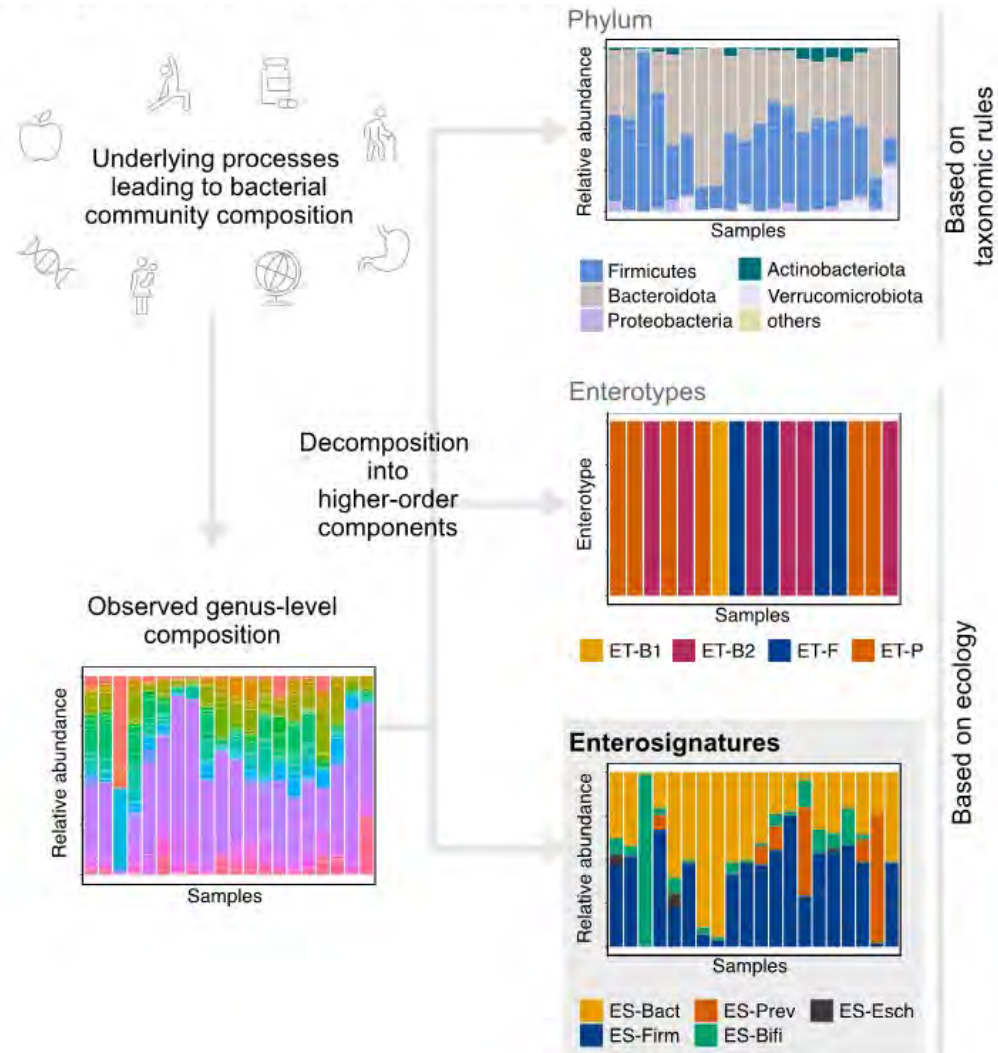 Underlying processes
leading to bacterial
community composition
Decomposition
into
higher-order
components
Observed genus-level
composition
Relative abundance
Samples
Phylum
Relative abundance
Samples
Firmicutes
Actinobacteriota
Bacteroidota
Verrucomicrobiota
Proteobacteria
others
Based on
taxonomic rules
Enterotypes
Enterotype
Samples
ET-B1
ET-B2
ET-F
ET-P
Enterosignatures
Relative abundance
Samples
ES-Bact
ES-Prev
ES-Esch
ES-Firm
ES-Bifi
Based on ecology